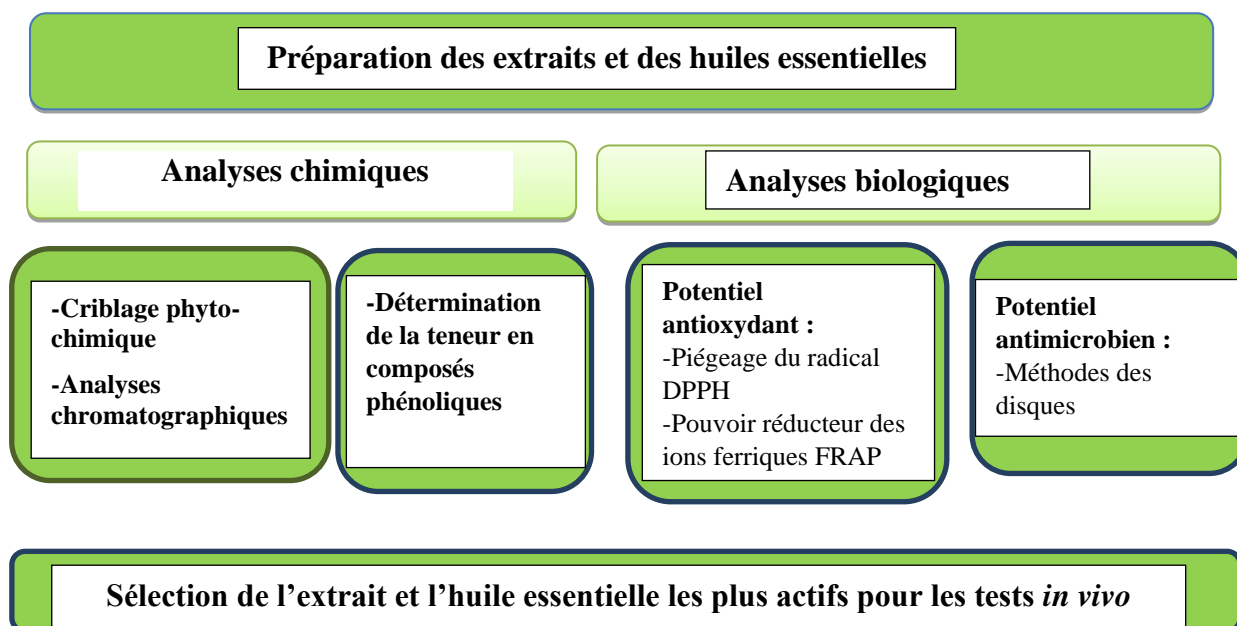 Préparation des extraits et des huiles essentielles
Analyses chimiques
Analyses biologiques
-Criblage phyto-
chimique
-Analyses
chromatographiques
-Détermination
de la teneur en
composés
phénoliques
Potentiel
antioxydant :
-Piégeage du radical
DPPH
-Pouvoir réducteur des
ions ferriques FRAP
Potentiel
antimicrobien :
-Méthodes des
disques
Sélection de l’extrait et l’huile essentielle les plus actifs pour les tests in vivo